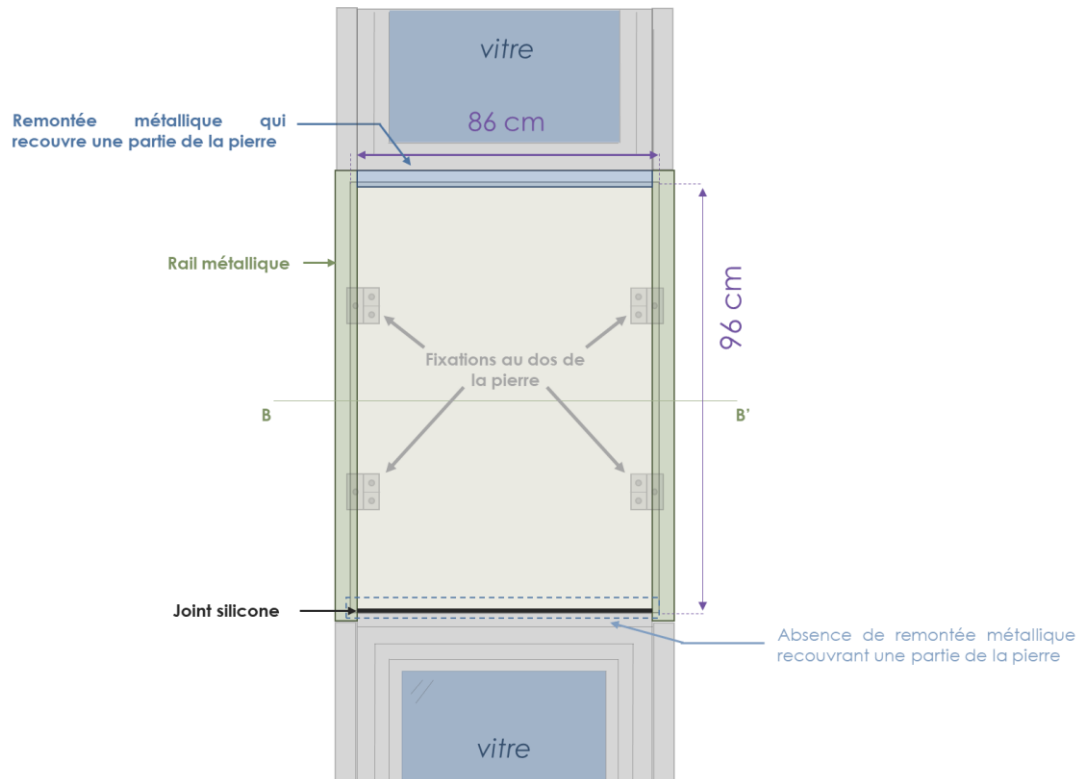 vitre
86 cm
Remontée métallique qui
recouvre une partie de la pierre
Rail métallique
96 cm
Fixations au dos de
la pierre
B
B'
Joint silicone
Absence de remontée métallique
recouvrant une partie de la pierre
vitre